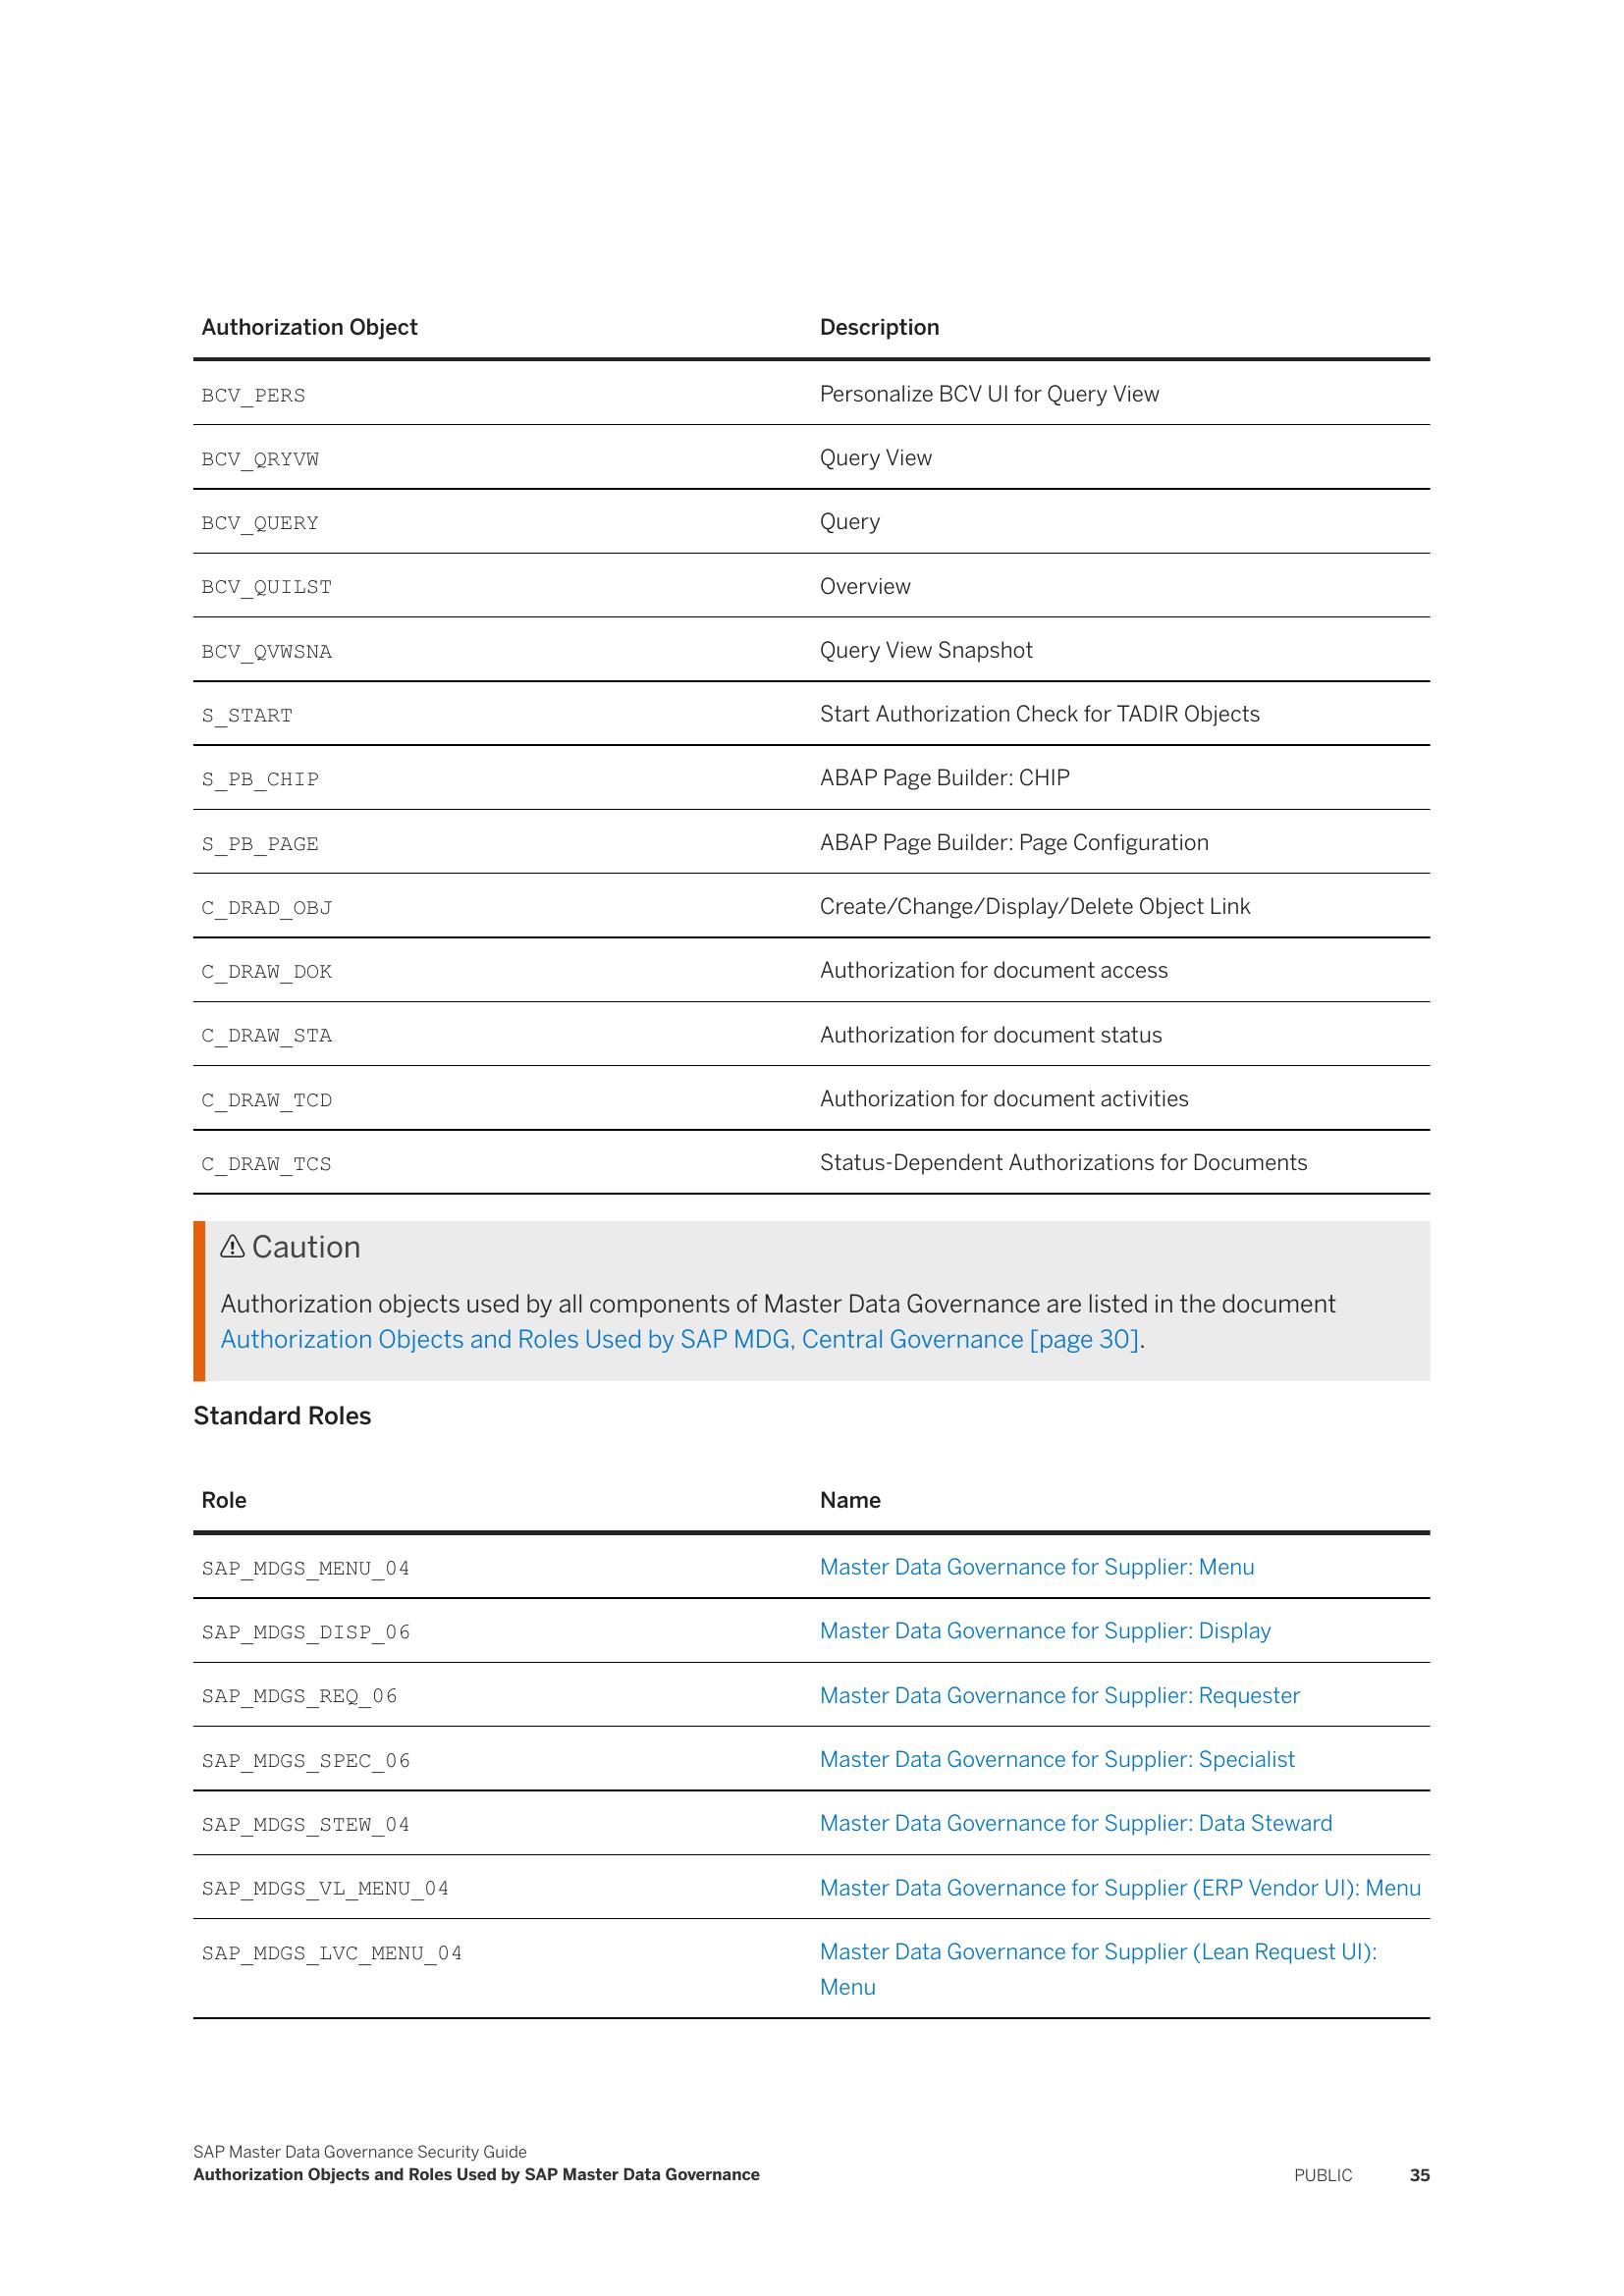 Authorization Object Description
BCV_PERS Personalize BCV UI for Query View
BCV_QRYVW Query View
BCV_QUERY Query
BCV_QUILST Overview
BCV_QVWSNA Query View Snapshot
S_START Start Authorization Check for TADIR Objects
S_PB_CHIP ABAP Page Builder: CHIP
S_PB_PAGE ABAP Page Builder: Page Configuration
C_DRAD_OBJ Create/Change/Display/Delete Object Link
C_DRAW_DOK Authorization for document access
C_DRAW_STA Authorization for document status
C_DRAW_TCD Authorization for document activities
C_DRAW_TCS Status-Dependent Authorizations for Documents
⚠ Caution
Authorization objects used by all components of Master Data Governance are listed in the document
Authorization Objects and Roles Used by SAP MDG, Central Governance [page 30].
Standard Roles
Role Name
SAP_MDGS_MENU_04 Master Data Governance for Supplier: Menu
SAP_MDGS_DISP_06 Master Data Governance for Supplier: Display
SAP_MDGS_REQ_06 Master Data Governance for Supplier: Requester
SAP_MDGS_SPEC_06 Master Data Governance for Supplier: Specialist
SAP_MDGS_STEW_04 Master Data Governance for Supplier: Data Steward
SAP_MDGS_VL_MENU_04 Master Data Governance for Supplier (ERP Vendor UI): Menu
SAP_MDGS_LVC_MENU_04 Master Data Governance for Supplier (Lean Request UI):
Menu
SAP Master Data Governance Security Guide
Authorization Objects and Roles Used by SAP Master Data Governance PUBLIC 35